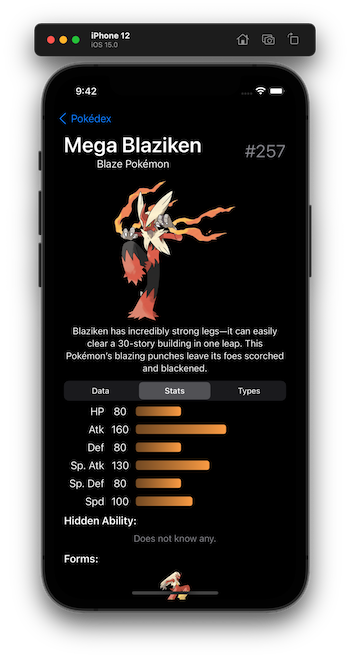 iPhone 12
iOS 15.0
9:42
Pokédex
Mega Blaziken
#257
Blaze Pokémon
Blaziken has incredibly strong legs—it can easily
clear a 30-story building in one leap. This
Pokémon's blazing punches leave its foes scorched
and blackened.
Data Stats Types
HP 80
Atk 160
Def 80
Sp. Atk 130
Sp. Def 80
Spd 100
Hidden Ability:
Does not know any.
Forms: